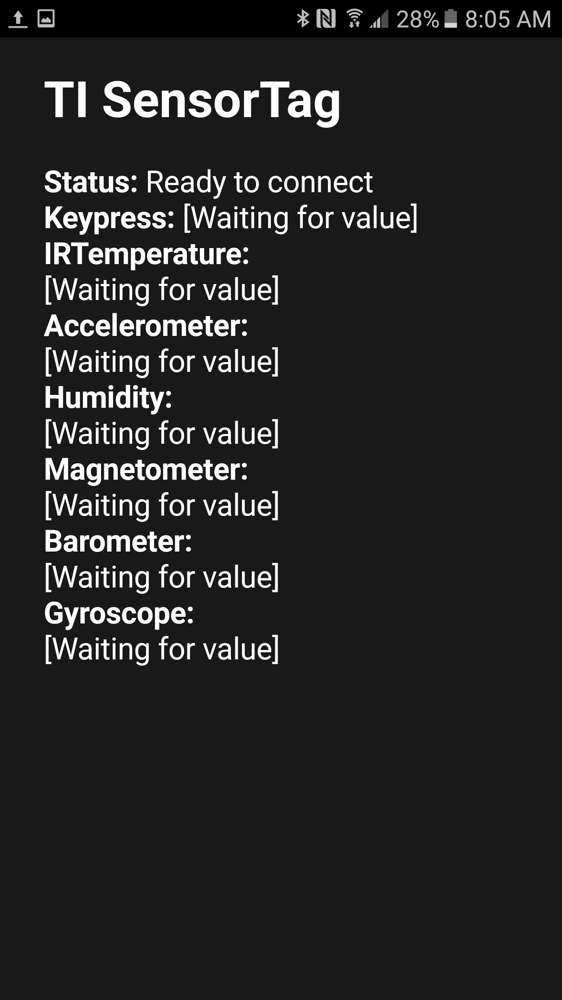 28% 8:05 AM
TI SensorTag
Status: Ready to connect
Keypress: [Waiting for value]
IRTemperature:
[Waiting for value]
Accelerometer:
[Waiting for value]
Humidity:
[Waiting for value]
Magnetometer:
[Waiting for value]
Barometer:
[Waiting for value]
Gyroscope:
[Waiting for value]